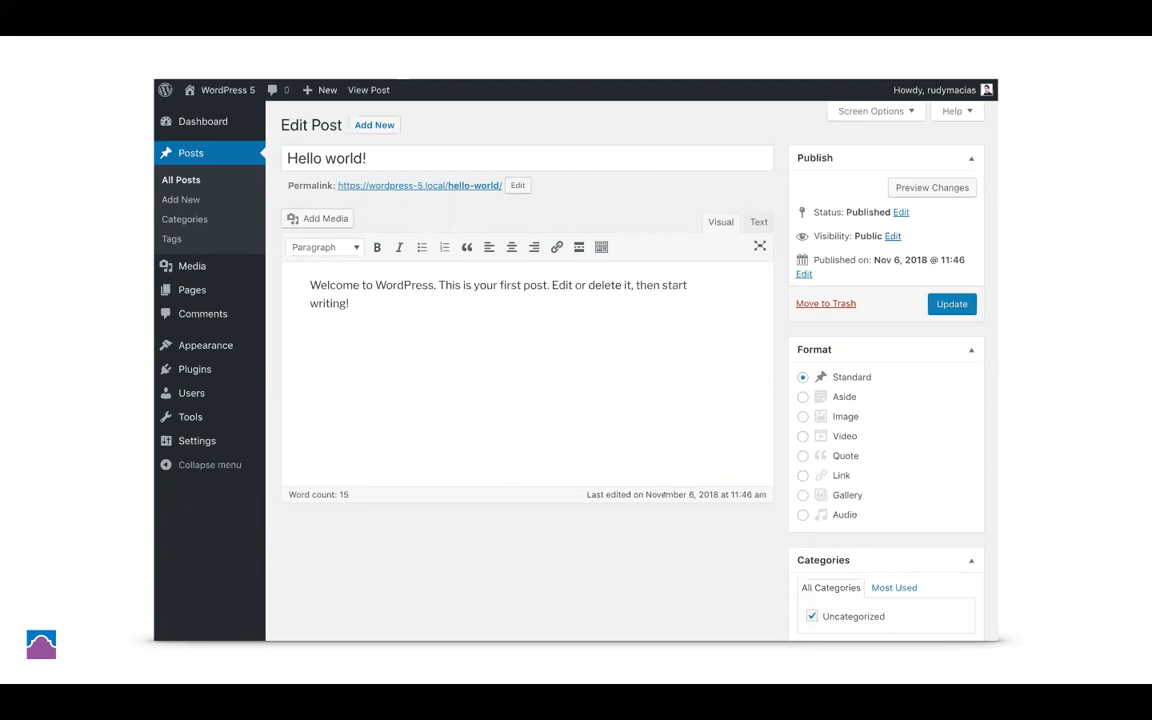 WordPress 5
0
New
View Post
Howdy, rudymacias
Dashboard
Posts
All Posts
Add New
Categories
Tags
Media
Pages
Comments
Appearance
Plugins
Users
Tools
Settings
Collapse menu
Screen Options
Help
Edit Post
Add New
Hello world!
Permalink: https://wordpress-5.local/hello-world/ Edit
Add Media
Visual
Text
Paragraph
B I
Welcome to WordPress. This is your first post. Edit or delete it, then start
writing!
Word count: 15
Last edited on November 6, 2018 at 11:46 am
Publish
Preview Changes
Status: Published Edit
Visibility: Public Edit
Published on: Nov 6, 2018 @ 11:46
Edit
Move to Trash
Update
Format
Standard
Aside
Image
Video
Quote
Link
Gallery
Audio
Categories
All Categories
Most Used
Uncategorized